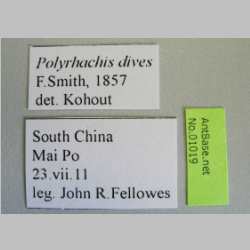 Polyrhachis dives
F.Smith, 1857
det. Kohout
South China
Mai Po
23.vii.11
leg. John R.Fellowes
AntBase.net
No.01019